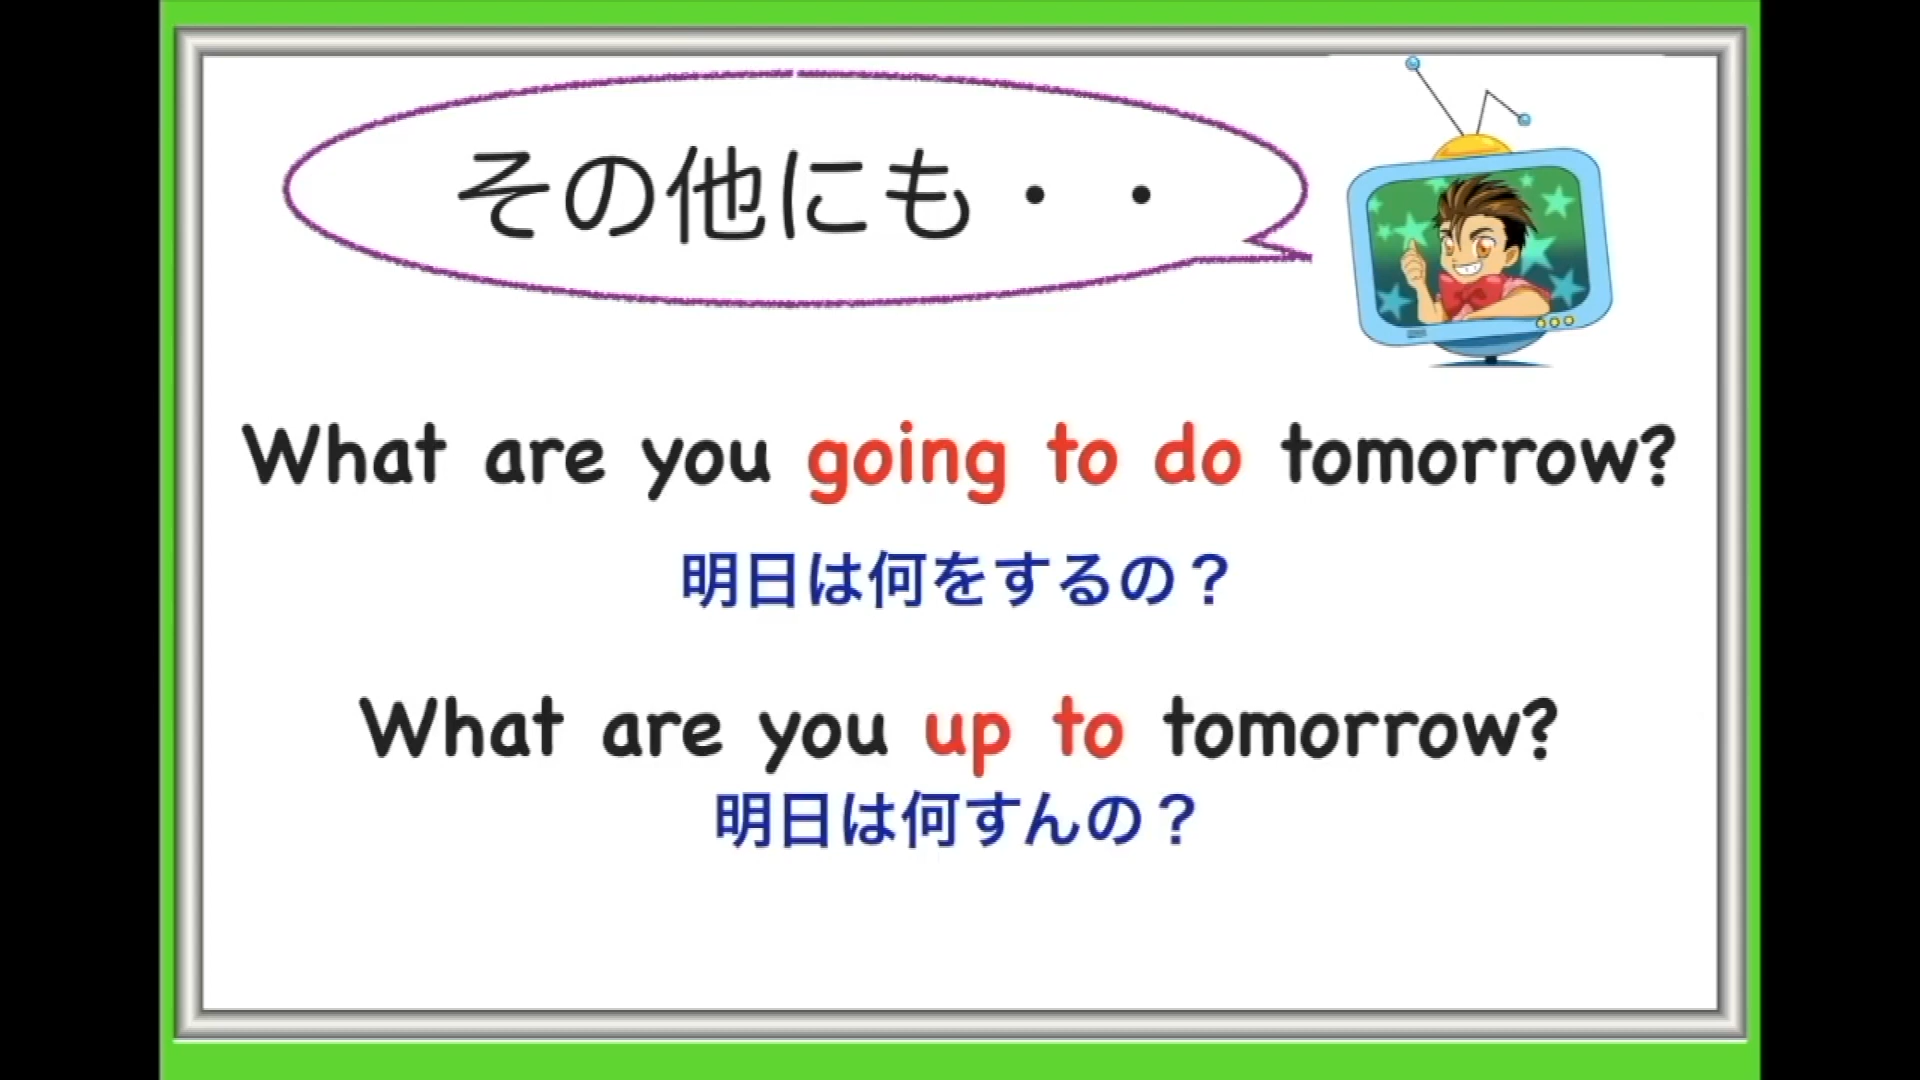 その他にも・・
What are you going to do tomorrow?
明日は何をするの？
What are you up to tomorrow?
明日は何すんの？